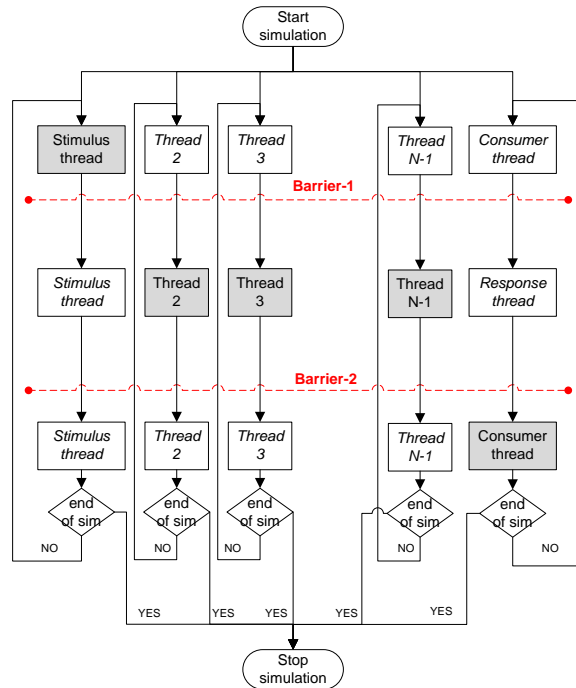 Start
simulation
Stimulus
thread
Thread
2
Thread
3
Thread
N-1
Consumer
thread
Barrier-1
Stimulus
thread
Thread
2
Thread
3
Thread
N-1
Response
thread
Barrier-2
Stimulus
thread
Thread
2
Thread
3
Thread
N-1
Consumer
thread
end
of sim
end
of sim
end
of sim
end
of sim
end
of sim
NO
NO
NO
NO
NO
YES
YES
YES
YES
YES
Stop
simulation